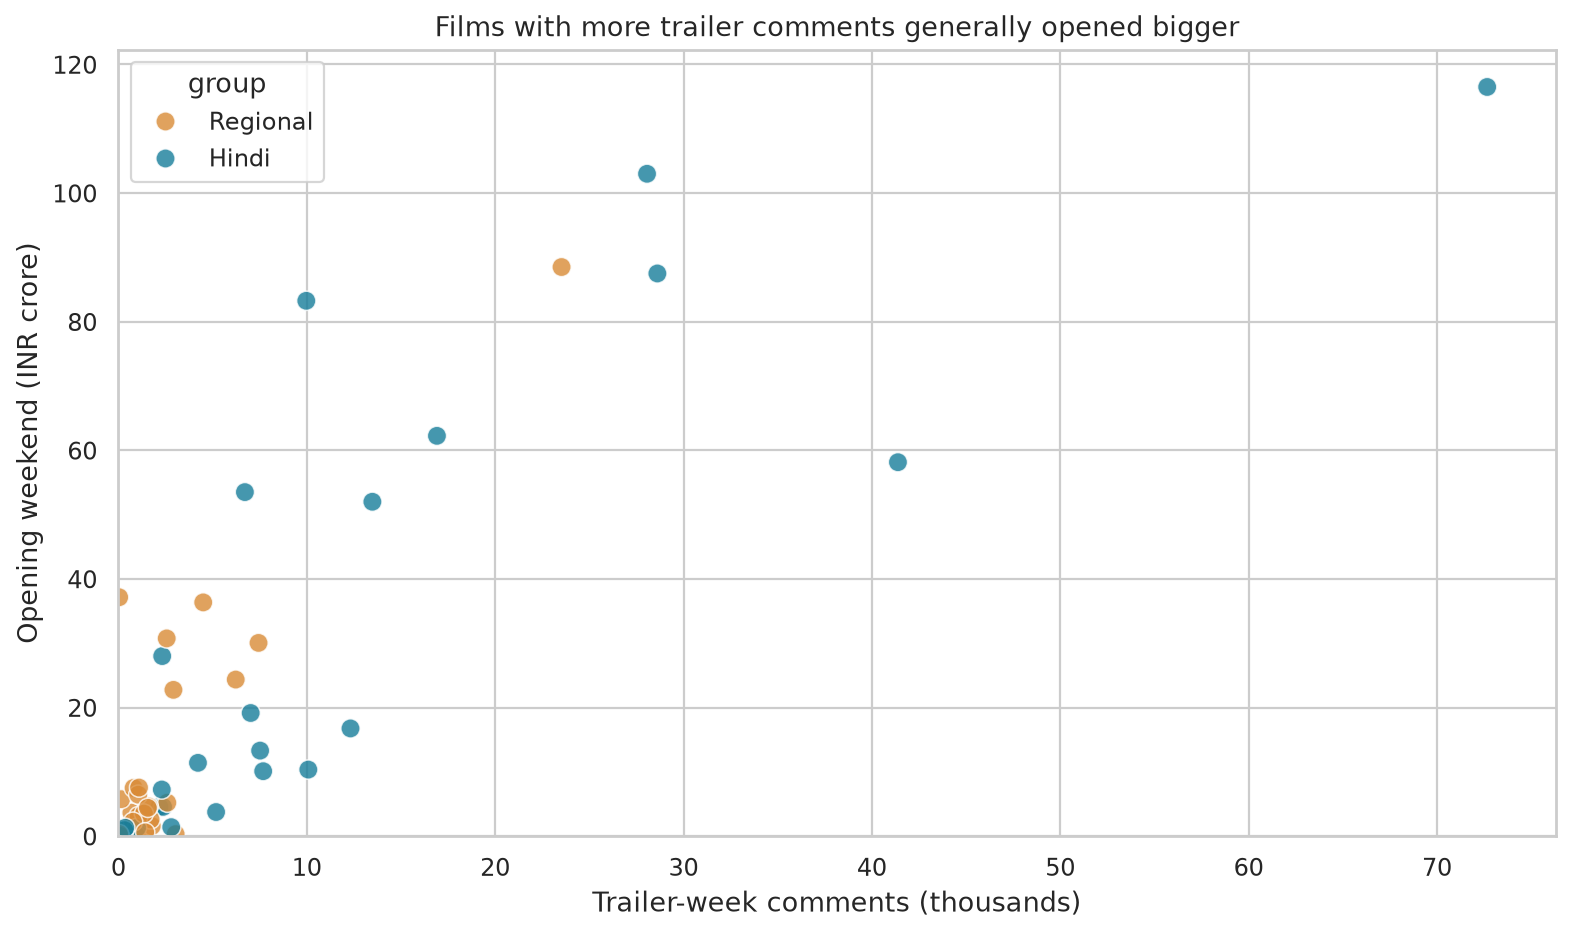 Films with more trailer comments generally opened bigger
group
Regional
Hindi
Opening weekend (INR crore)
120
100
80
60
40
20
0
0 10 20 30 40 50 60 70
Trailer-week comments (thousands)